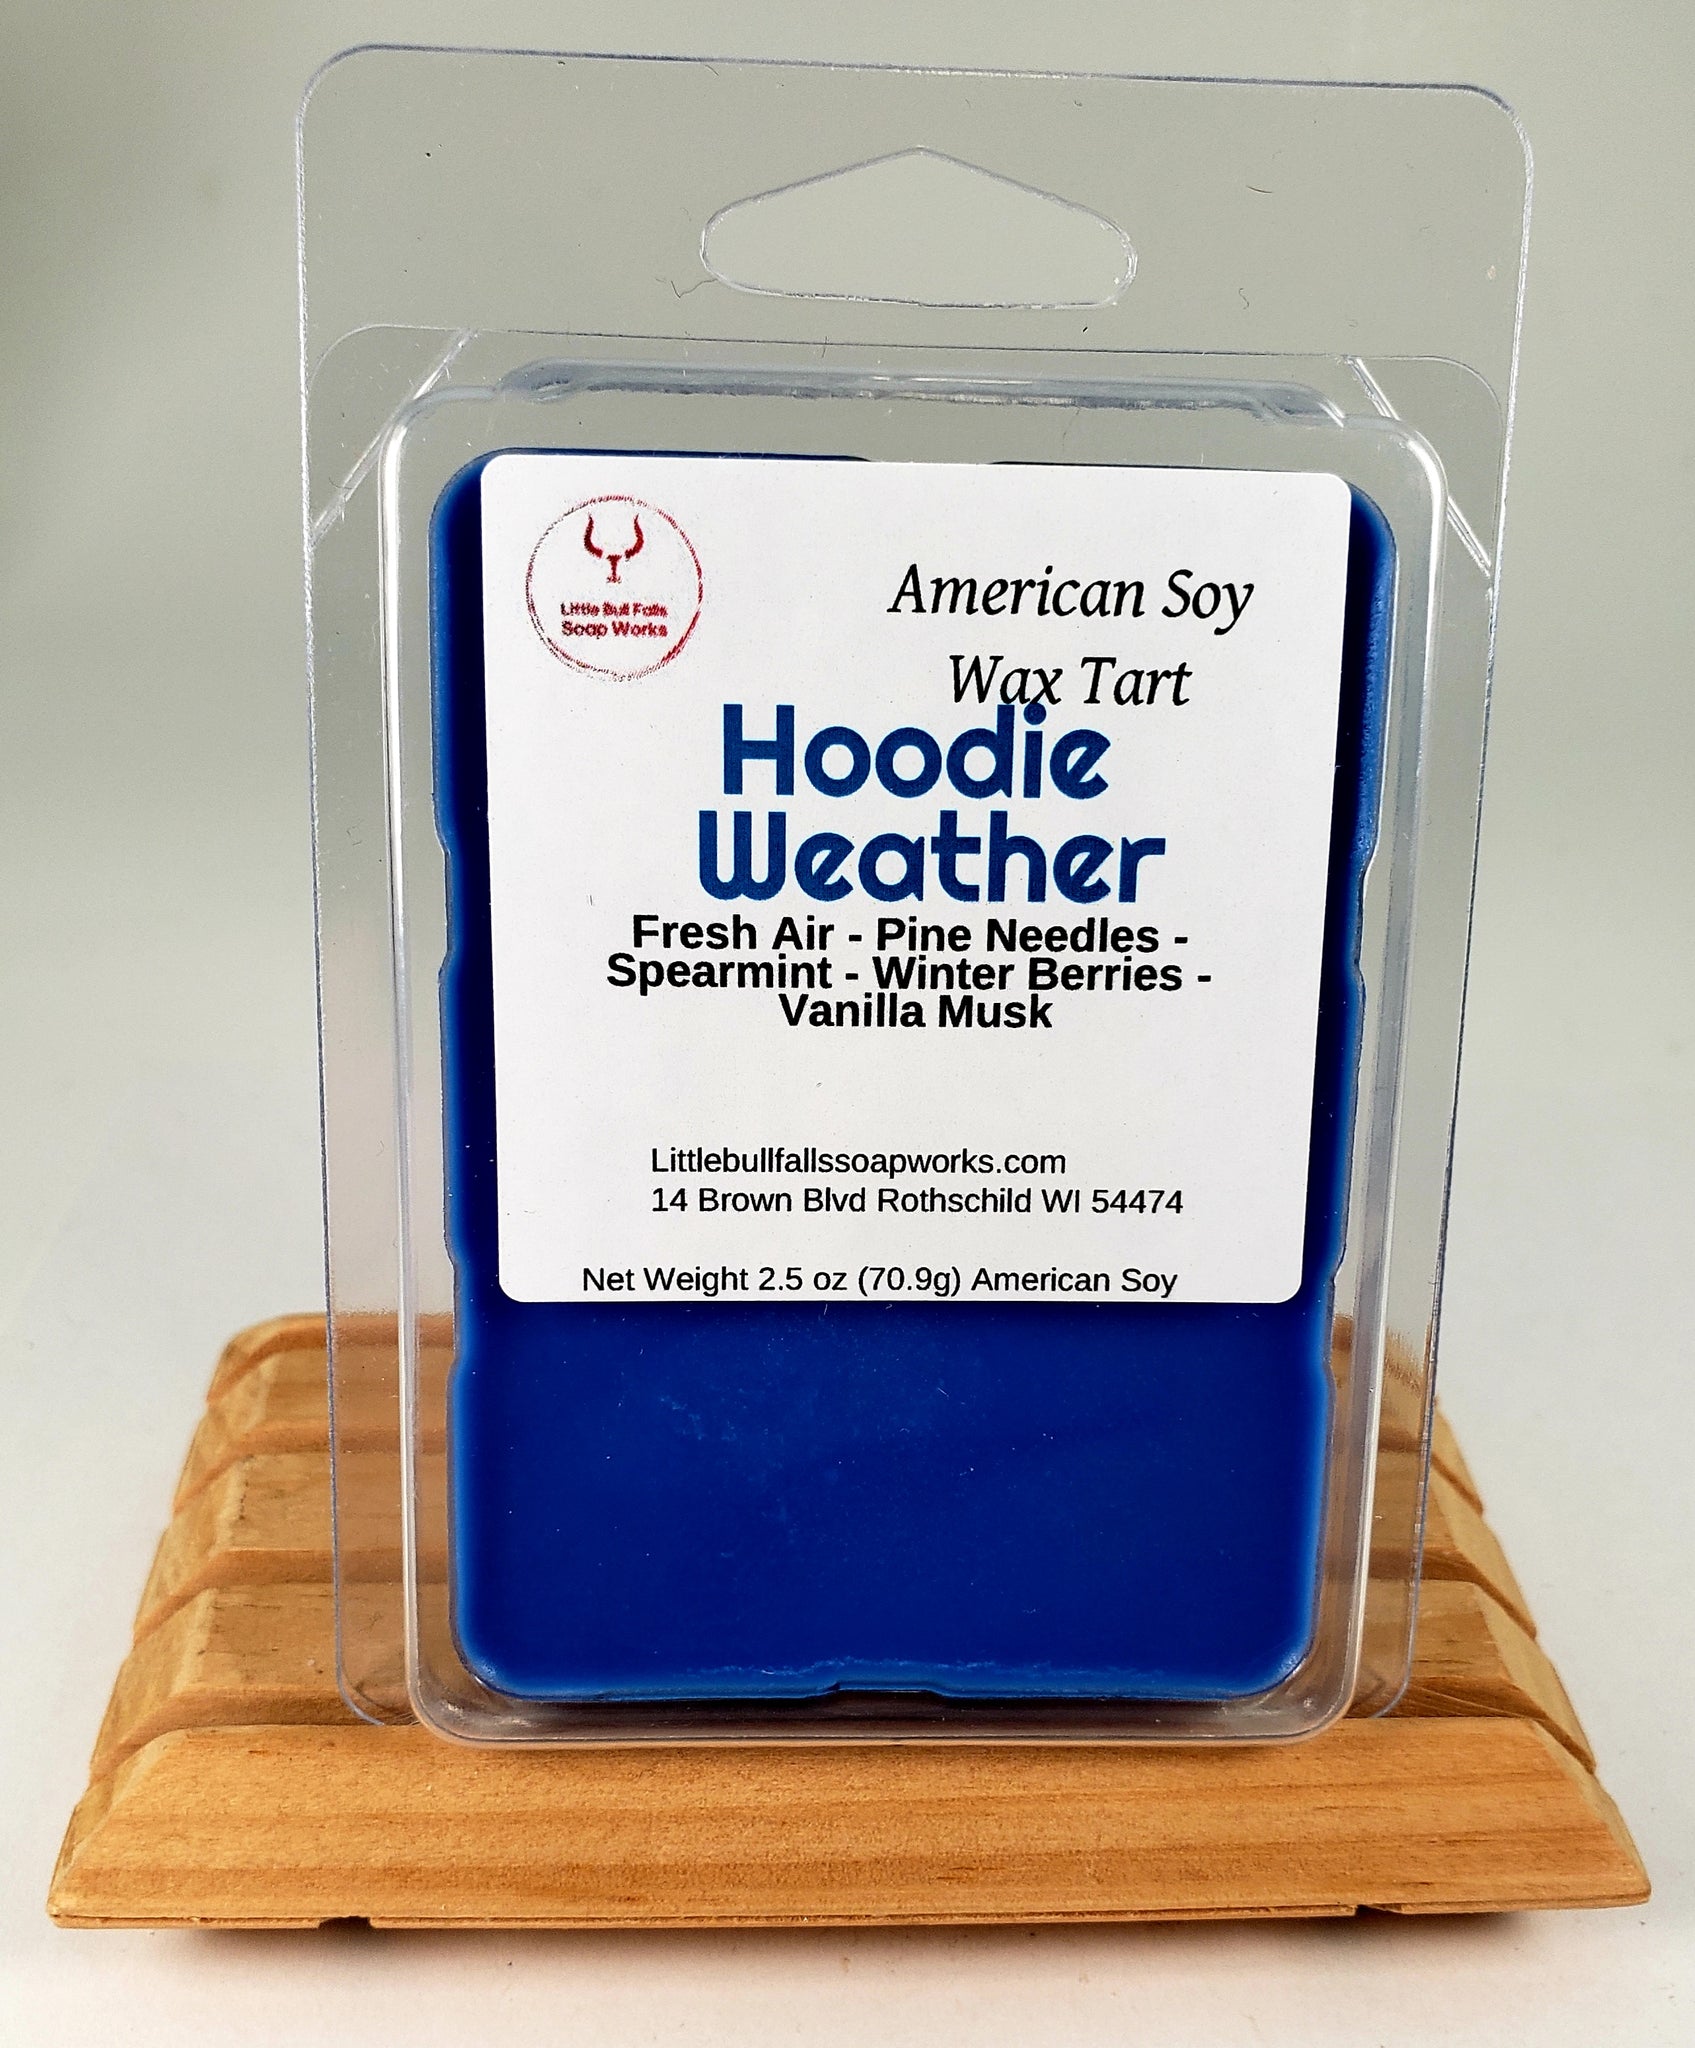 Little Bull Falls
Soap Works
American Soy
Wax Tart
Hoodie
Weather
Fresh Air - Pine Needles -
Spearmint - Winter Berries -
Vanilla Musk
Littlebullfallssoapworks.com
14 Brown Blvd Rothschild WI 54474
Net Weight 2.5 oz (70.9g) American Soy